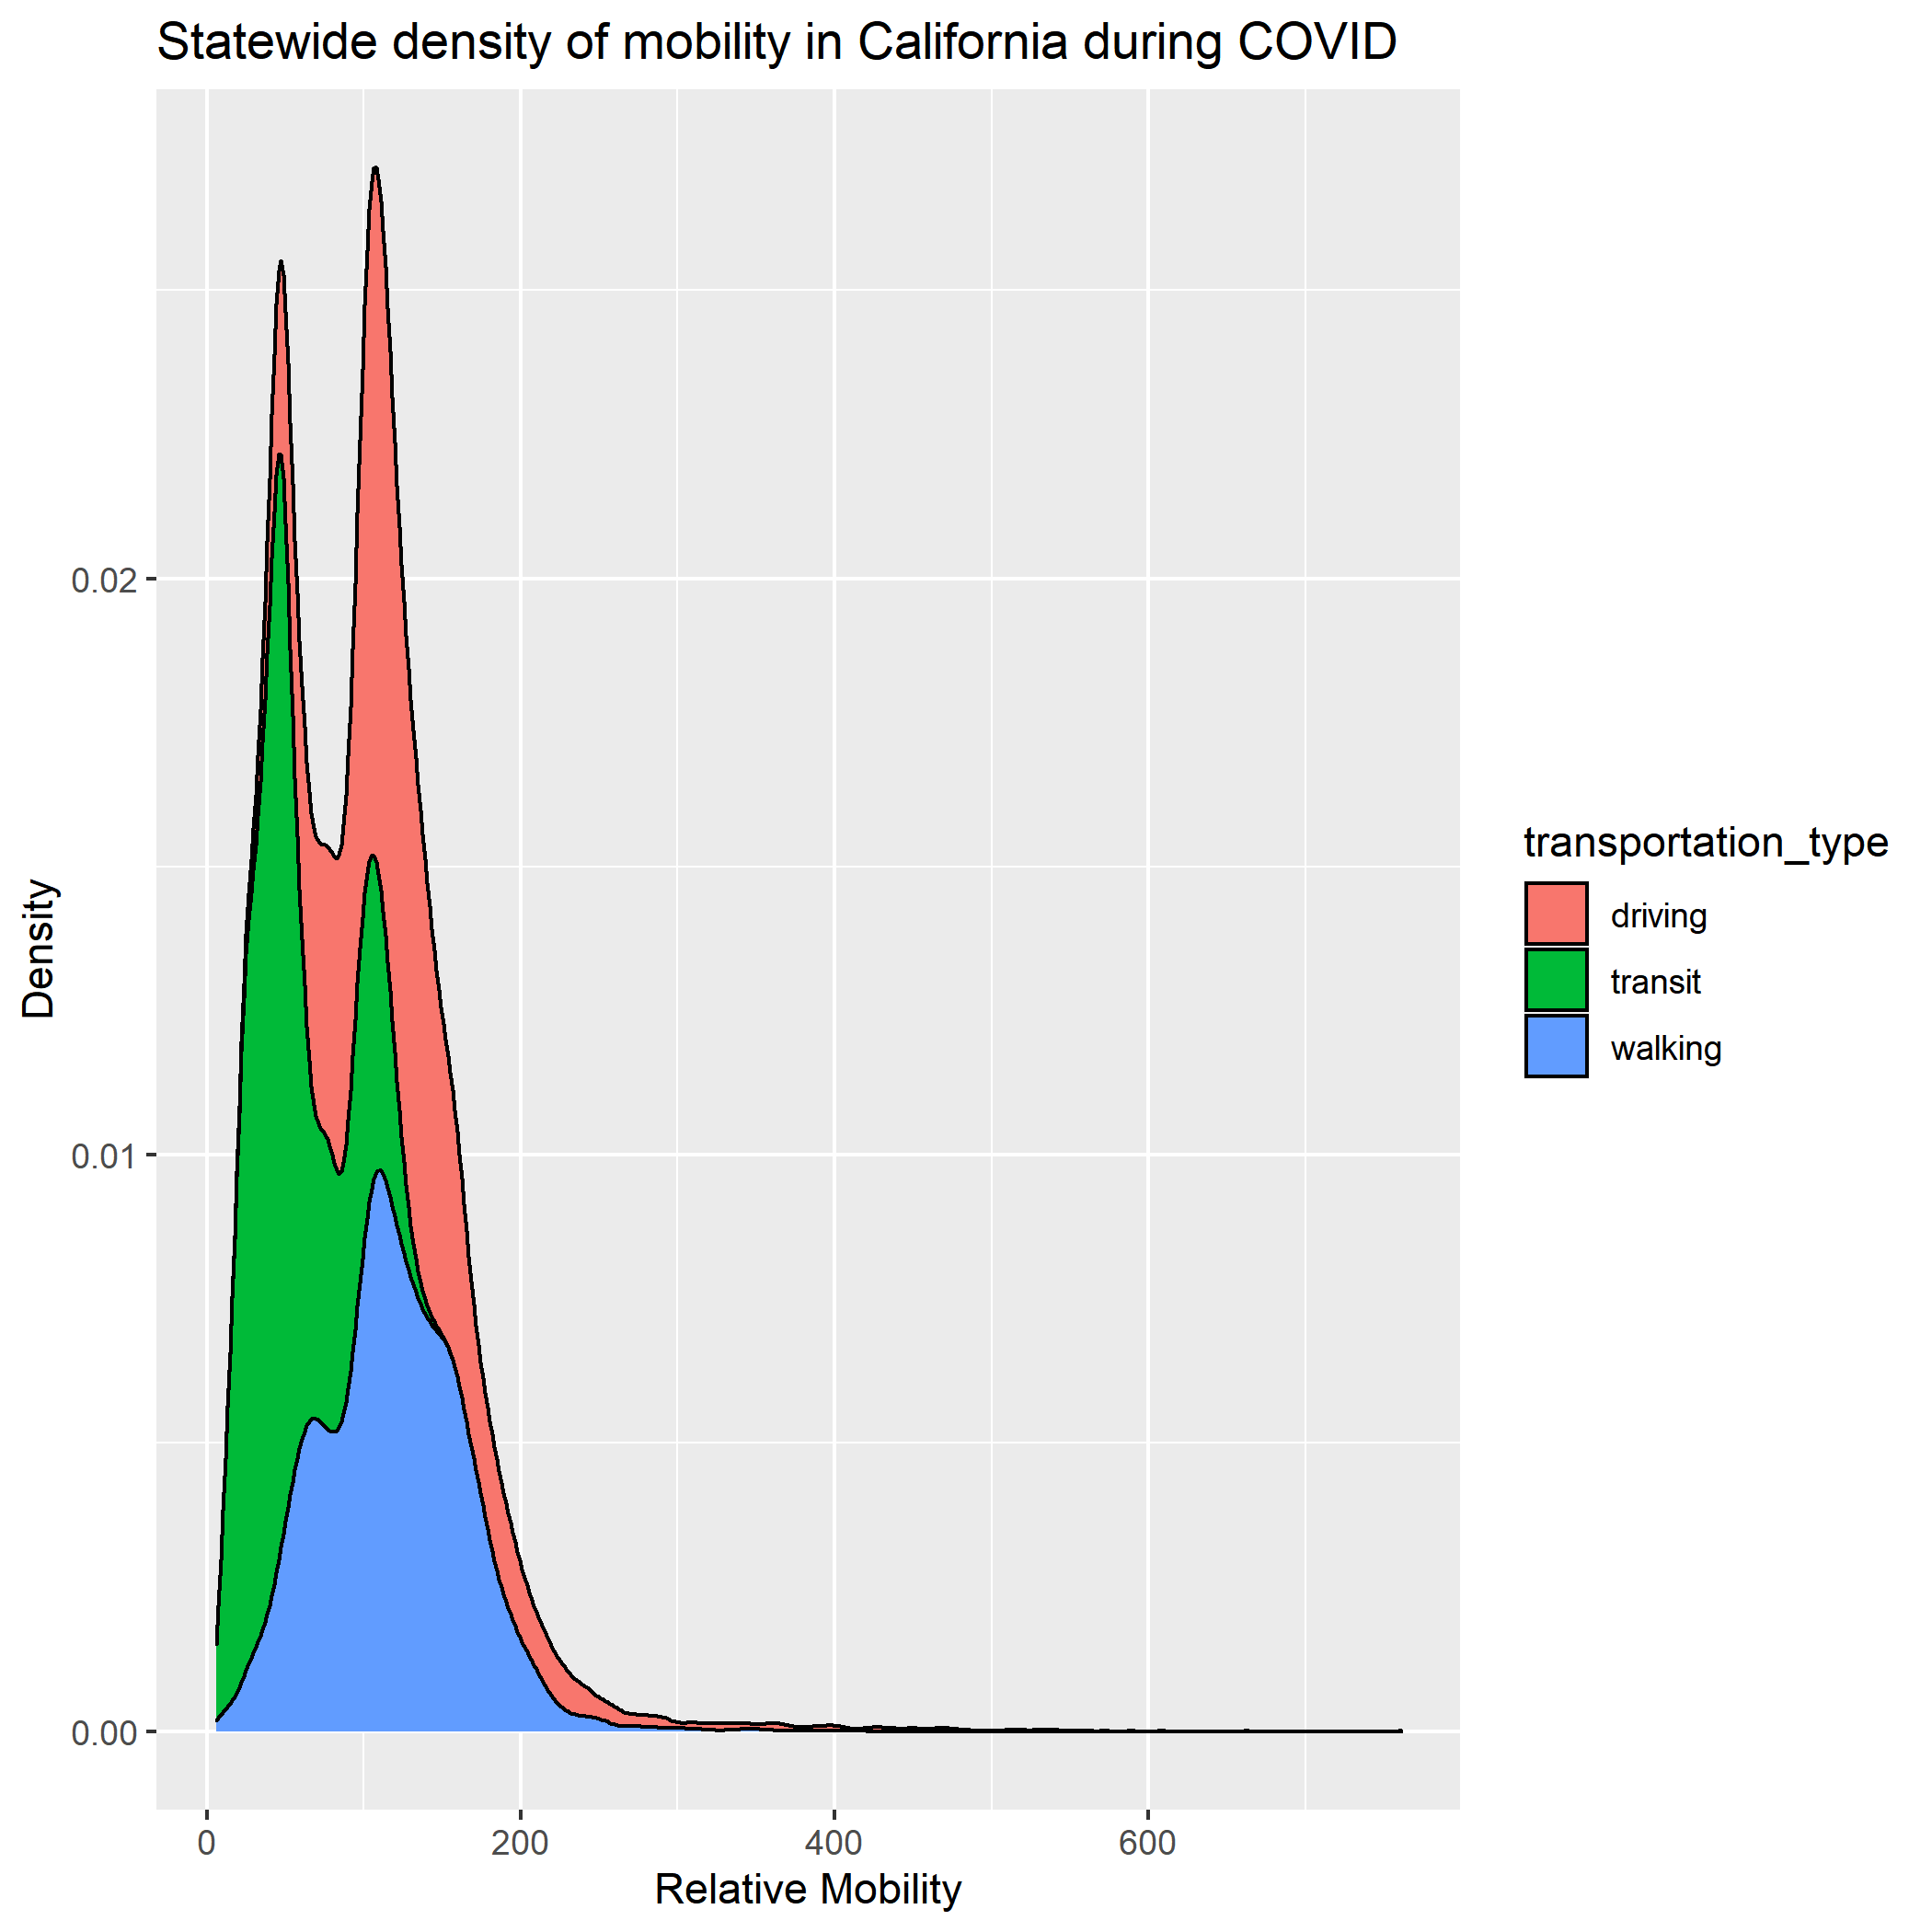 Statewide density of mobility in California during COVID
Density
0.02
0.01
0.00
0
200
400
600
Relative Mobility
transportation_type
driving
transit
walking